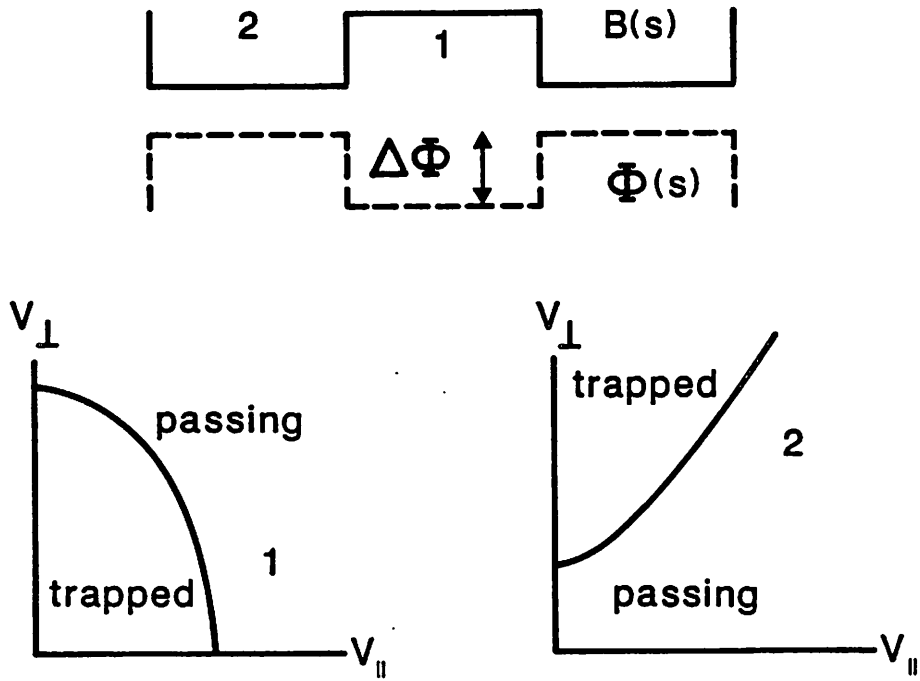 2 1 B(s)
ΔΦ Φ(s)
V⊥ V⊥
trapped
passing
2
1
trapped passing
V∥ V∥